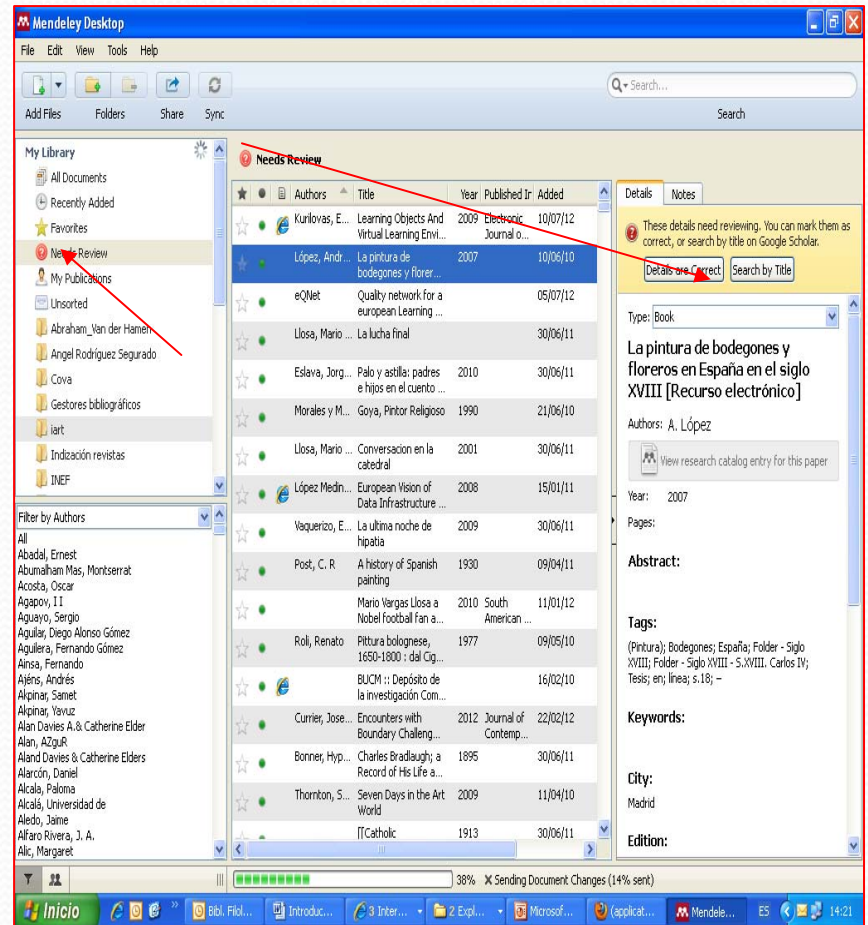 Mendeley Desktop
File Edit View Tools Help
Search...
Add Files Folders Share Sync Search
My Library
All Documents
Recently Added
Favorites
Needs Review
My Publications
Unsorted
Abraham_Van der Hamen
Angel Rodríguez Segurado
Cova
Gestores bibliográficos
iart
Indización revistas
INEF
Filter by Authors
All
Abadal, Ernest
Abumalham Mas, Montserrat
Acosta, Oscar
Agapov, I I
Aguayo, Sergio
Aguilar, Diego Alonso Gómez
Aguilera, Fernando Gómez
Ainsa, Fernando
Ajéns, Andrés
Akpinar, Samet
Akpinar, Yavuz
Alan Davies A.& Catherine Elder
Alan, AZguR
Aland Davies & Catherine Elders
Alarcón, Daniel
Alcala, Paloma
Alcalá, Universidad de
Aledo, Jaime
Alfaro Rivera, J. A.
Alic, Margaret
Needs Review
Authors Title Year Published In Added
Kurilovas, E... Learning Objects And 2009 Electronic 10/07/12
Virtual Learning Envi... Journal o...
López, Andr... La pintura de 2007 10/06/10
bodegones y florer...
eQNet Quality network for a 05/07/12
european Learning ...
Llosa, Mario ... La lucha final 30/06/11
Eslava, Jorg... Palo y astilla: padres 2010 30/06/11
e hijos en el cuento ...
Morales y M... Goya, Pintor Religioso 1990 21/06/10
Llosa, Mario ... Conversacion en la 2001 30/06/11
catedral
López Medin... European Vision of 2008 15/01/11
Data Infrastructure ...
Vaquerizo, E... La ultima noche de 2009 30/06/11
hipatia
Post, C. R A history of Spanish 1930 09/04/11
painting
Mario Vargas Llosa a 2010 South 11/01/12
Nobel football fan a... American ...
Roli, Renato Pittura bolognese, 1977 09/05/10
1650-1800 : dal Cig...
BUCM :: Depósito de 16/02/10
la investigación Com...
Currier, Jose... Encounters with 2012 Journal of 22/02/12
Boundary Challeng... Contemp...
Bonner, Hyp... Charles Bradlaugh; a 1895 30/06/11
Record of His Life a...
Thornton, S... Seven Days in the Art 2009 11/04/10
World
[[Catholic 1913 30/06/11
Details Notes
These details need reviewing. You can mark them as
correct, or search by title on Google Scholar.
Details are Correct Search by Title
Type: Book
La pintura de bodegones y
floreros en España en el siglo
XVIII [Recurso electrónico]
Authors: A. López
View research catalog entry for this paper
Year: 2007
Pages:
Abstract:
Tags:
(Pintura); Bodegones; España; Folder - Siglo
XVIII; Folder - Siglo XVIII - S.XVIII. Carlos IV;
Tesis; en; línea; s.18; –
Keywords:
City:
Madrid
Edition:
38% X Sending Document Changes (14% sent)
Inicio » Bibl. Filol... Introduc... 3 Inter... 2 Expl... Microsof... (applicat... Mendele... ES 14:21